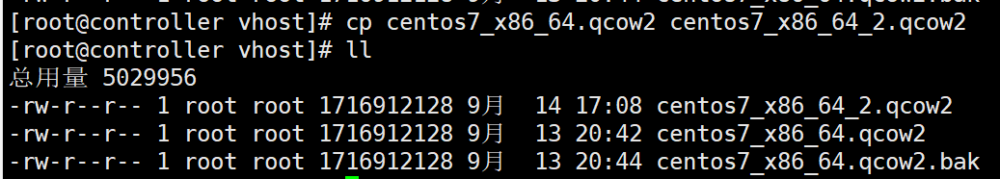 [root@controller vhost]# cp centos7_x86_64.qcow2 centos7_x86_64_2.qcow2
[root@controller vhost]# ll
总用量 5029956
-rw-r--r-- 1 root root 1716912128 9月  14 17:08 centos7_x86_64_2.qcow2
-rw-r--r-- 1 root root 1716912128 9月  13 20:42 centos7_x86_64.qcow2
-rw-r--r-- 1 root root 1716912128 9月  13 20:44 centos7_x86_64.qcow2.bak